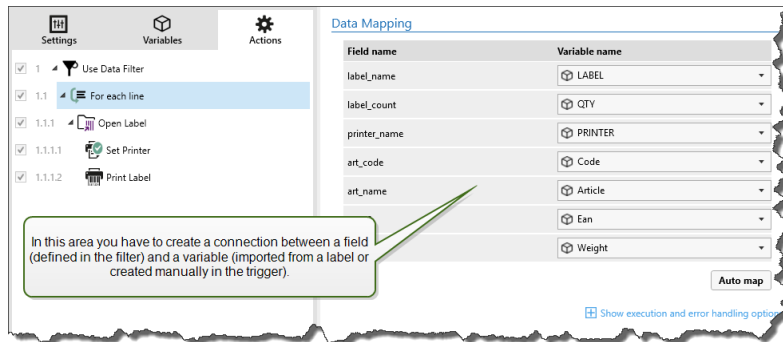 Settings
Variables
Actions
1 Use Data Filter
1.1 For each line
1.1.1 Open Label
1.1.1.1 Set Printer
1.1.1.2 Print Label
In this area you have to create a connection between a field
(defined in the filter) and a variable (imported from a label or
created manually in the trigger).
Data Mapping
Field name Variable name
label_name LABEL
label_count QTY
printer_name PRINTER
art_code Code
art_name Article
Ean
Weight
Auto map
Show execution and error handling option